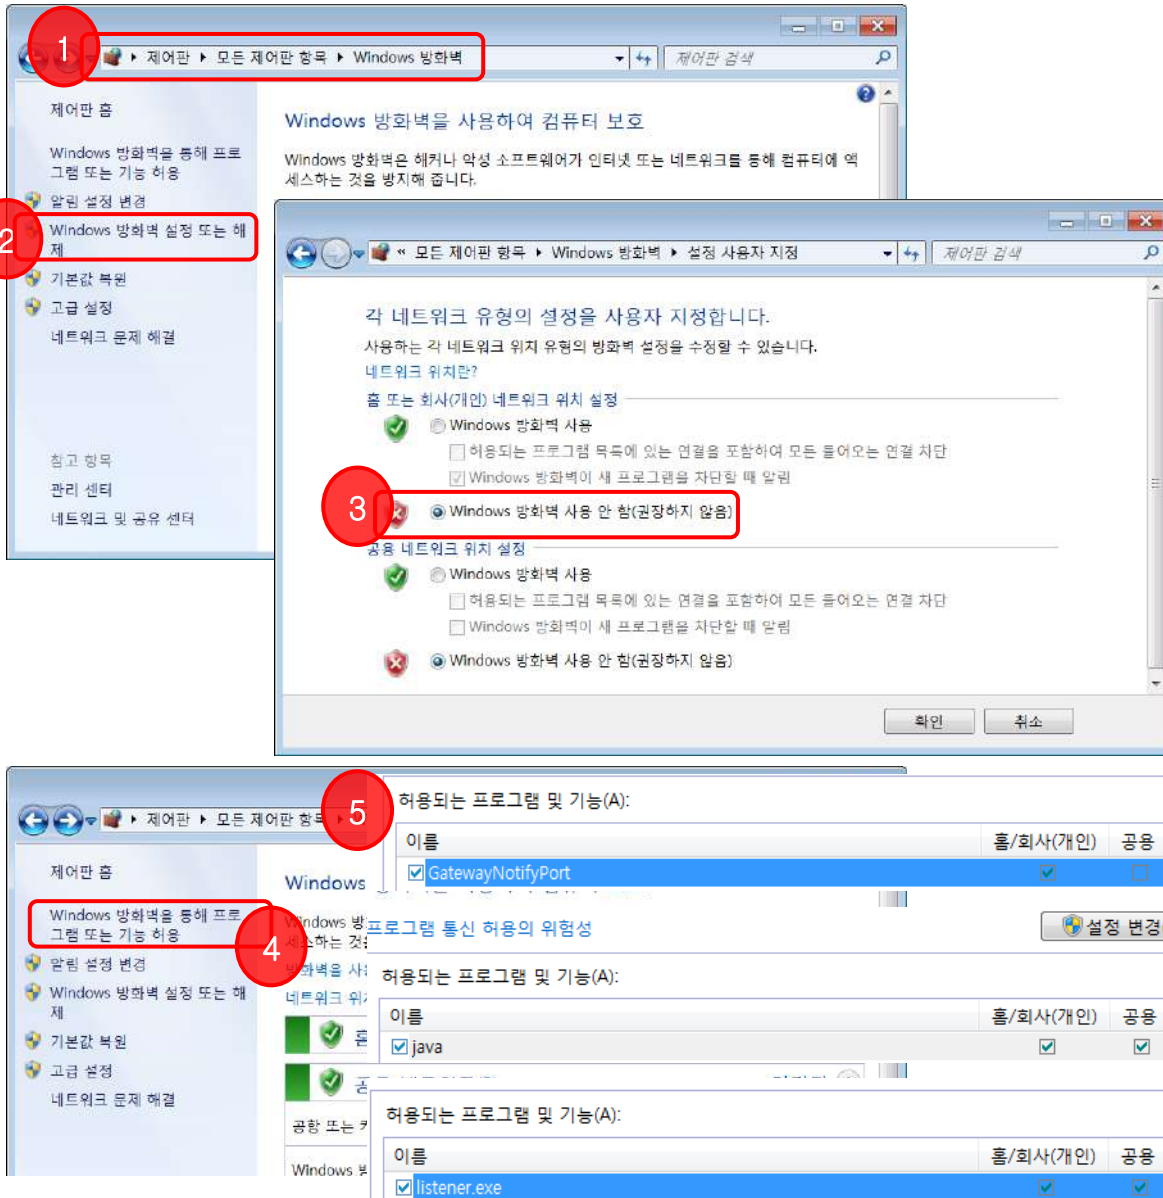 1
제어판 ▸ 모든 제어판 항목 ▸ Windows 방화벽
제어판 검색
제어판 홈
Windows 방화벽을 통해 프로
그램 또는 기능 허용
알림 설정 변경
2
Windows 방화벽 설정 또는 해
제
기본값 복원
고급 설정
네트워크 문제 해결
참고 항목
관리 센터
네트워크 및 공유 센터
Windows 방화벽을 사용하여 컴퓨터 보호
Windows 방화벽은 해커나 악성 소프트웨어가 인터넷 또는 네트워크를 통해 컴퓨터에 액
세스하는 것을 방지해 줍니다.
« 모든 제어판 항목 ▸ Windows 방화벽 ▸ 설정 사용자 지정
제어판 검색
각 네트워크 유형의 설정을 사용자 지정합니다.
사용하는 각 네트워크 위치 유형의 방화벽 설정을 수정할 수 있습니다.
네트워크 위치란?
홈 또는 회사(개인) 네트워크 위치 설정
Windows 방화벽 사용
허용되는 프로그램 목록에 있는 연결을 포함하여 모든 들어오는 연결 차단
Windows 방화벽이 새 프로그램을 차단할 때 알림
3
Windows 방화벽 사용 안 함(권장하지 않음)
공용 네트워크 위치 설정
Windows 방화벽 사용
허용되는 프로그램 목록에 있는 연결을 포함하여 모든 들어오는 연결 차단
Windows 방화벽이 새 프로그램을 차단할 때 알림
Windows 방화벽 사용 안 함(권장하지 않음)
확인
취소
제어판 ▸ 모든 제어판 항목
제어판 홈
Windows 방화벽을 통해 프로
그램 또는 기능 허용
4
알림 설정 변경
Windows 방화벽 설정 또는 해
제
기본값 복원
고급 설정
네트워크 문제 해결
Windows
Windows 방
세스하는 것
방화벽을 사
네트워크 위
홈
공
공항 또는
Windows
5
허용되는 프로그램 및 기능(A):
이름 홈/회사(개인) 공용
GatewayNotifyPort
프로그램 통신 허용의 위험성
설정 변경
허용되는 프로그램 및 기능(A):
이름 홈/회사(개인) 공용
java
허용되는 프로그램 및 기능(A):
이름 홈/회사(개인) 공용
listener.exe